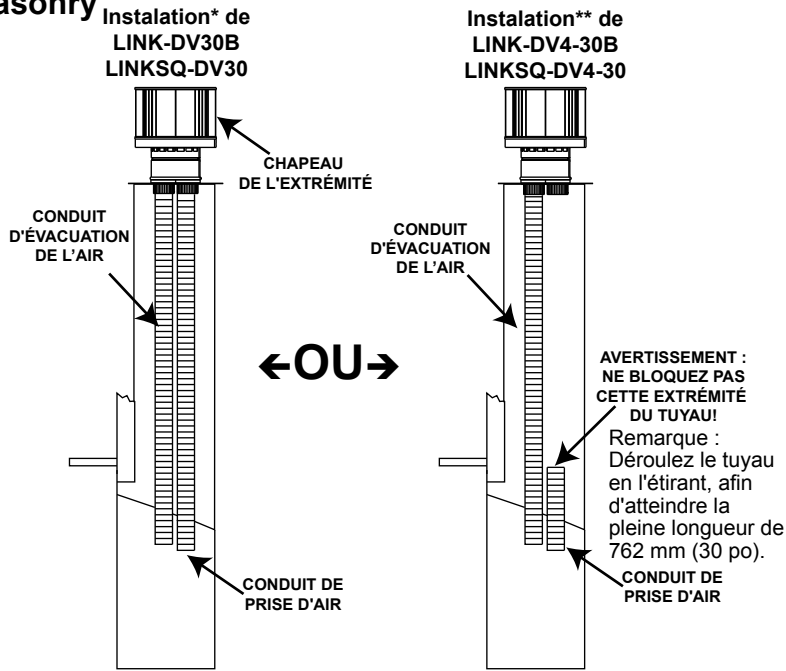 asonry
Instalation* de
LINK-DV30B
LINKSQ-DV30
CHAPEAU
DE L'EXTRÉMITÉ
CONDUIT
D'ÉVACUATION
DE L’AIR
CONDUIT DE
PRISE D'AIR
←OU→
Instalation** de
LINK-DV4-30B
LINKSQ-DV4-30
CONDUIT
D'ÉVACUATION
DE L’AIR
AVERTISSEMENT :
NE BLOQUEZ PAS
CETTE EXTRÉMITÉ
DU TUYAU!
Remarque :
Déroulez le tuyau
en l'étirant, afin
d'atteindre la
pleine longueur de
762 mm (30 po).
CONDUIT DE
PRISE D'AIR